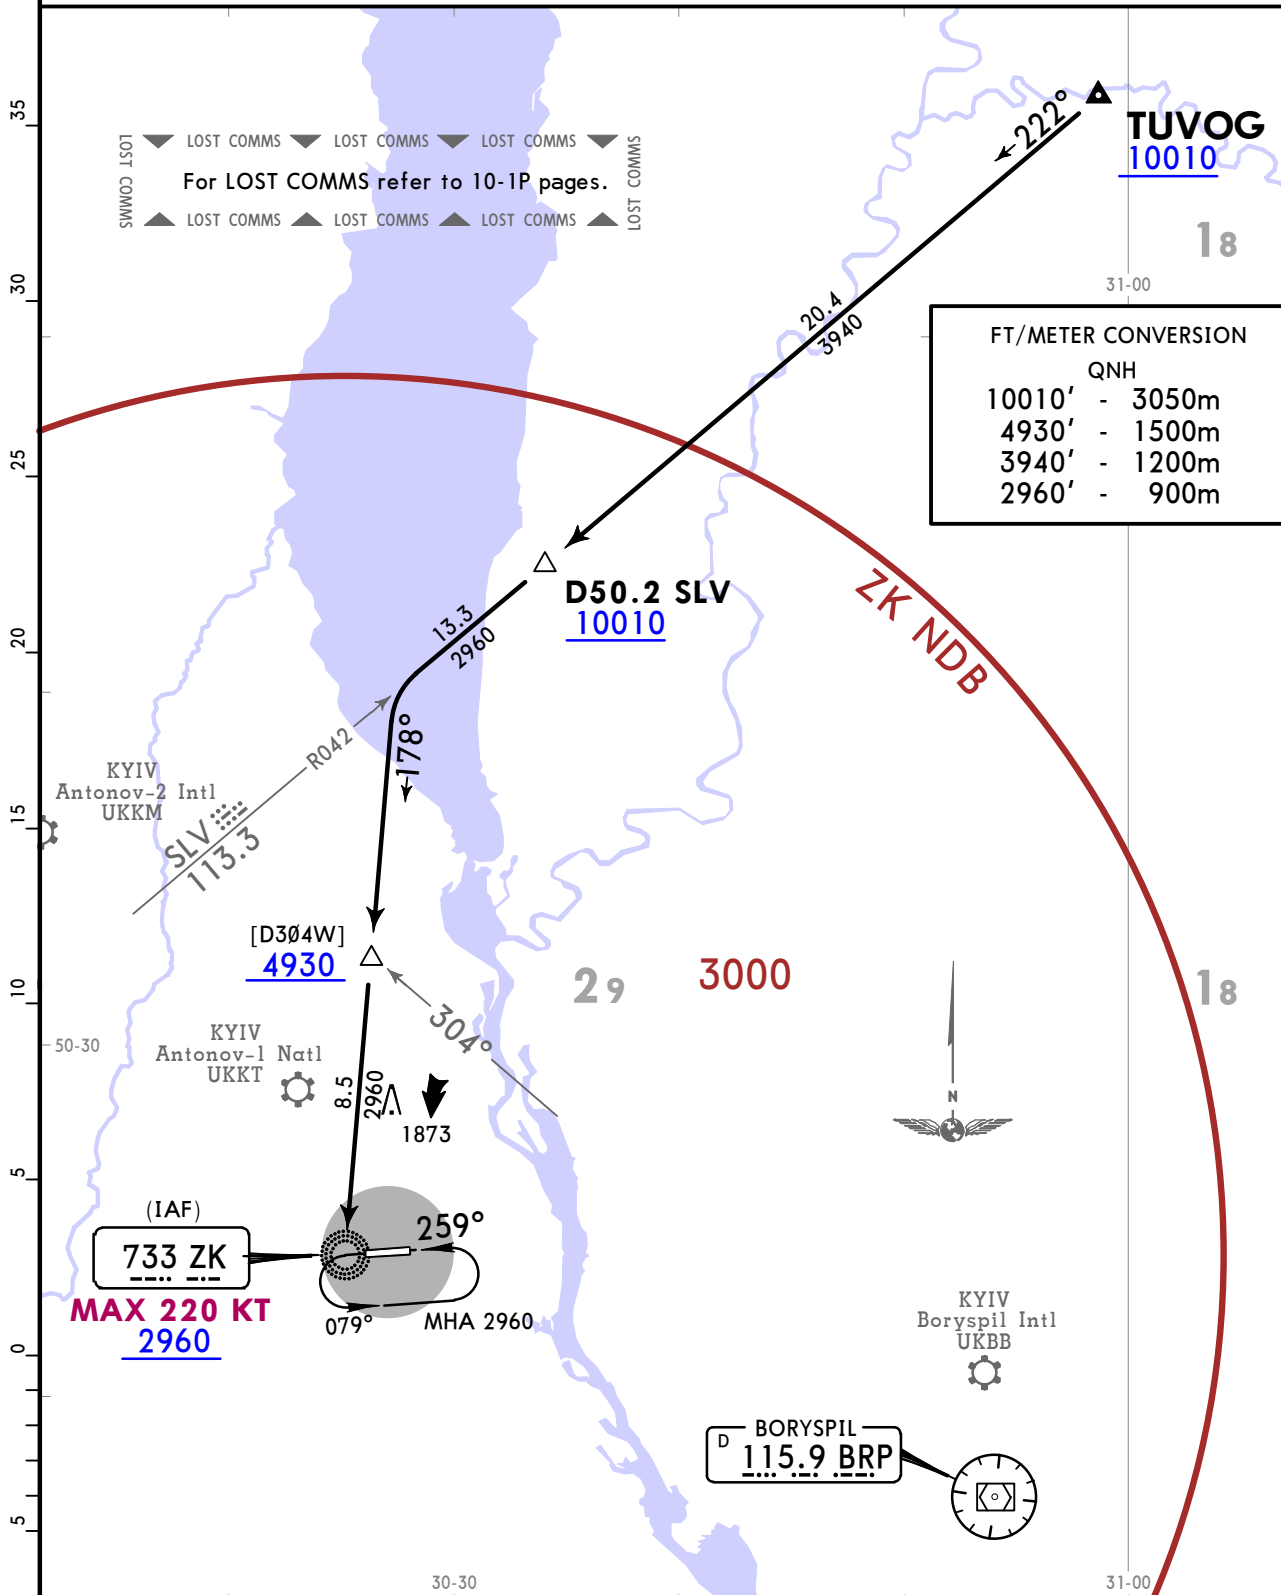 35
222°
TUVOG
10010
LOST COMMS LOST COMMS LOST COMMS
LOST COMMS
For LOST COMMS refer to 10-1P pages.
LOST COMMS
LOST COMMS LOST COMMS LOST COMMS
18
30
31-00
20.4
3940
FT/METER CONVERSION
QNH
10010' - 3050m
4930' - 1500m
3940' - 1200m
2960' - 900m
25
ZK NDB
D50.2 SLV
10010
13.3
2960
20
178°
R042
KYIV
Antonov-2 Intl
UKKM
SLV
113.3
15
[D304W]
4930
29
3000
18
10
304°
50-30
KYIV
Antonov-1 Natl
UKKT
8.5
2960
1873
N
5
(IAF)
733 ZK
259°
MAX 220 KT
2960
079°
MHA 2960
0
KYIV
Boryspil Intl
UKBB
BORYSPIL
D 115.9 BRP
5
30-30
31-00